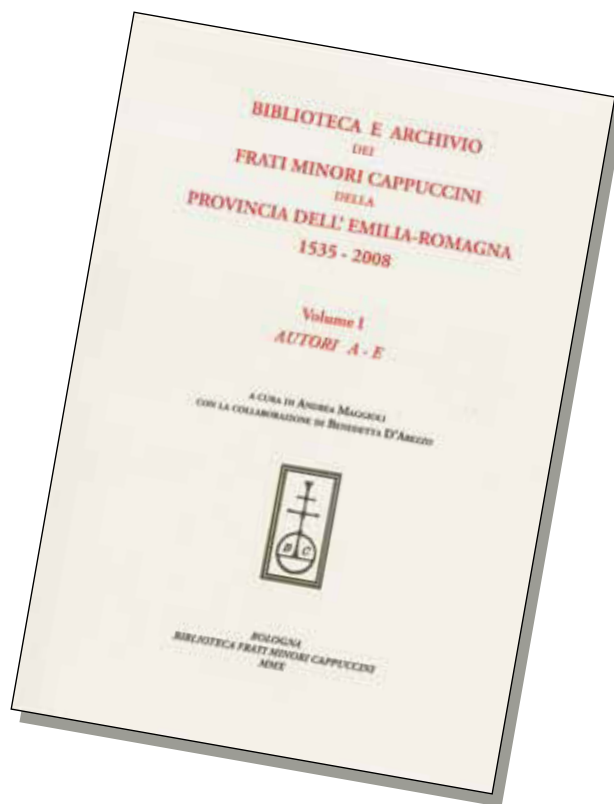 BIBLIOTECA E ARCHIVIO
DEI
FRATI MINORI CAPPUCCINI
DELLA
PROVINCIA DELL' EMILIA-ROMAGNA
1535 - 2008
Volume I
AUTORI A - E
A CURA DI ANDREA MAGGIOLI
CON LA COLLABORAZIONE DI BENEDETTA D'AREZZO
B C
BOLOGNA
BIBLIOTECA FRATI MINORI CAPPUCCINI
MMX